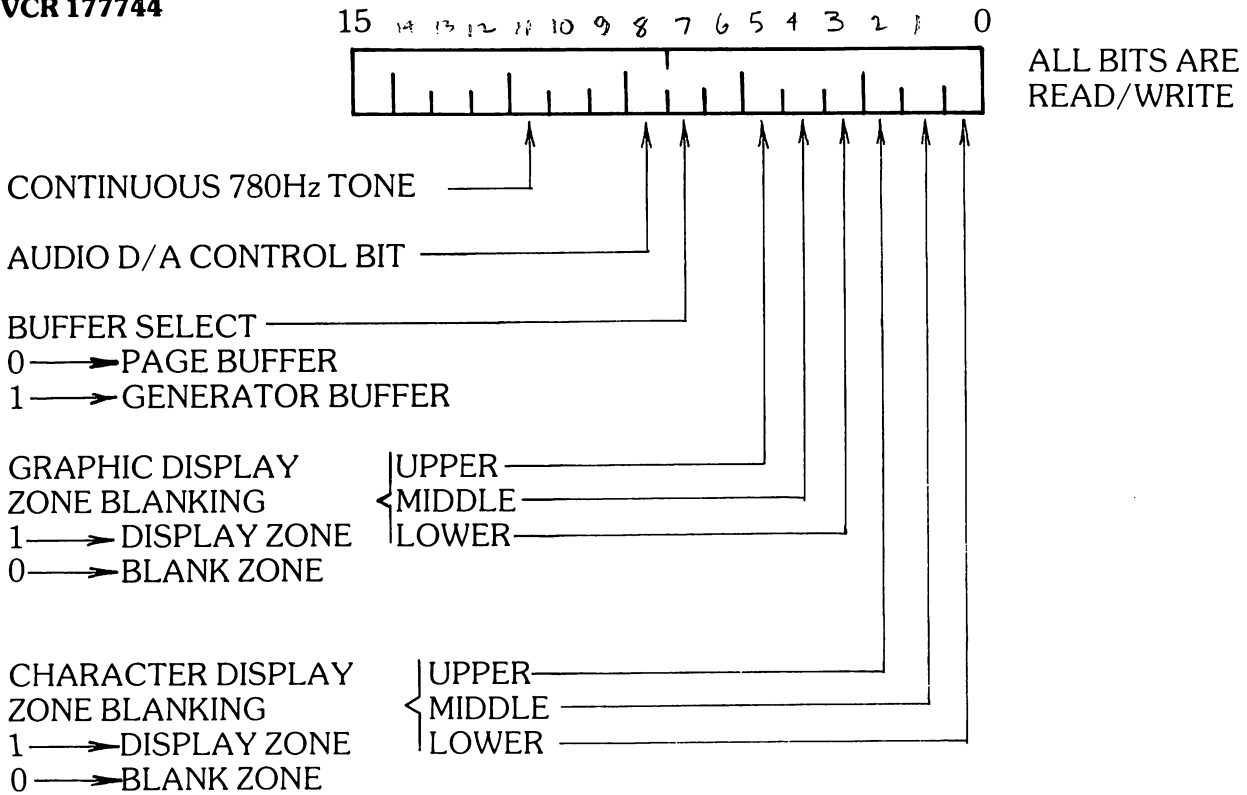 VCR 177744
15 14 13 12 11 10 9 8 7 6 5 4 3 2 1 0
ALL BITS ARE
READ/WRITE
CONTINUOUS 780Hz TONE
AUDIO D/A CONTROL BIT
BUFFER SELECT
0 → PAGE BUFFER
1 → GENERATOR BUFFER
GRAPHIC DISPLAY UPPER
ZONE BLANKING MIDDLE
1 → DISPLAY ZONE LOWER
0 → BLANK ZONE
CHARACTER DISPLAY UPPER
ZONE BLANKING MIDDLE
1 → DISPLAY ZONE LOWER
0 → BLANK ZONE